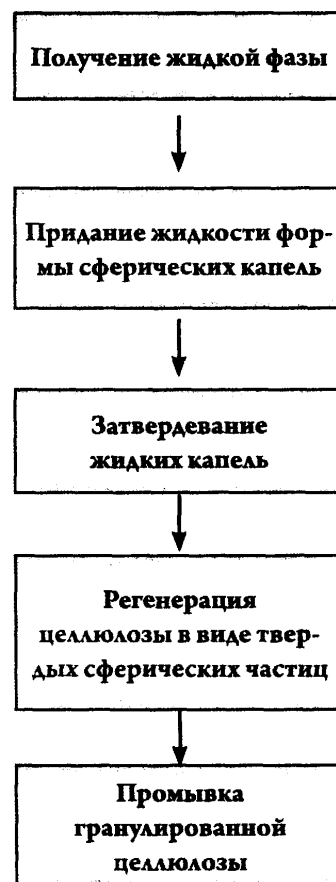 Получение жидкой фазы
Придание жидкости фор-
мы сферических капель
Затвердевание
жидких капель
Регенерация
целлюлозы в виде твер-
дых сферических частиц
Промывка
гранулированной
целлюлозы